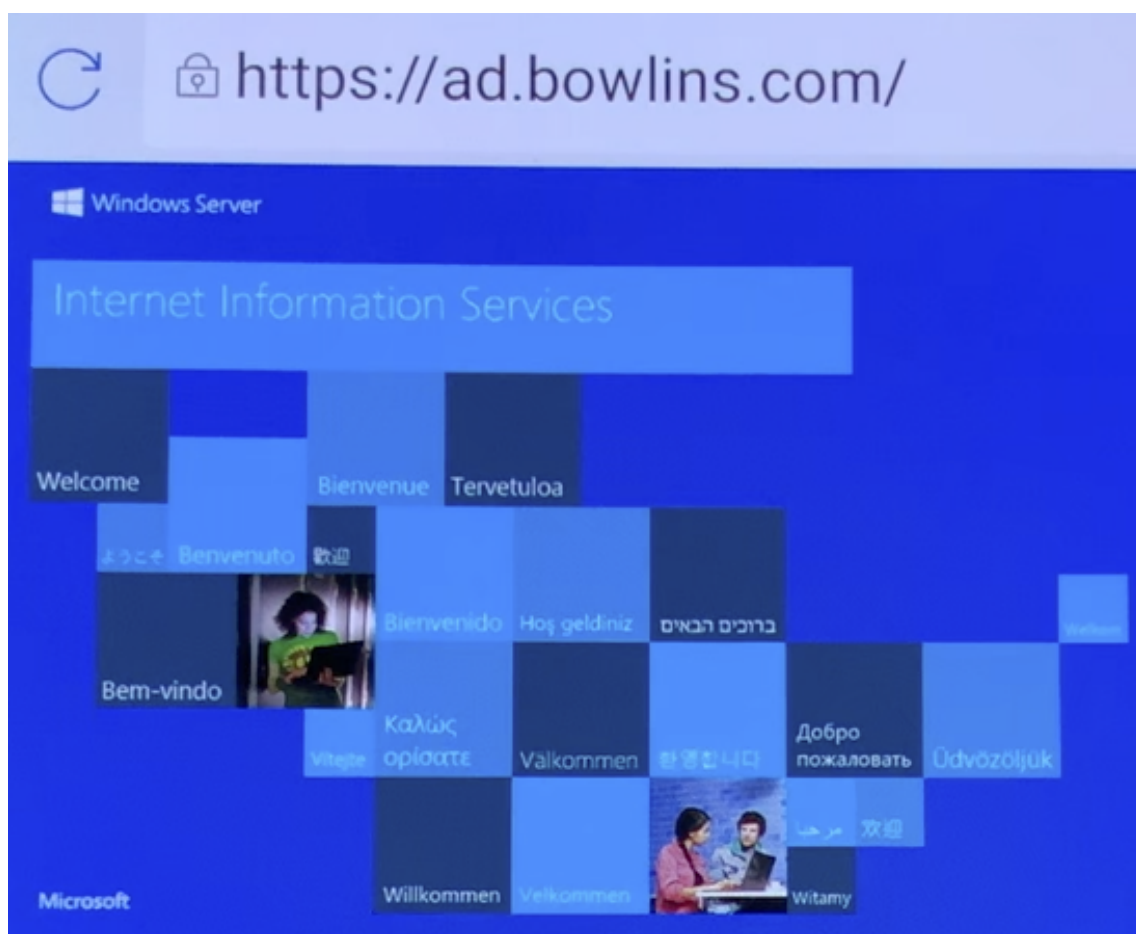 https://ad.bowlins.com/
Windows Server
Internet Information Services
Welcome
Bienvenue
Tervetuloa
ようこそ
Benvenuto
歡迎
Bienvenido
Hoş geldiniz
ברוכים הבאים
Welkom
Bem-vindo
Vítejte
Καλώς
ορίσατε
Välkommen
환영합니다
Добро
пожаловать
Üdvözöljük
مرحبا
欢迎
Microsoft
Willkommen
Velkommen
Witamy